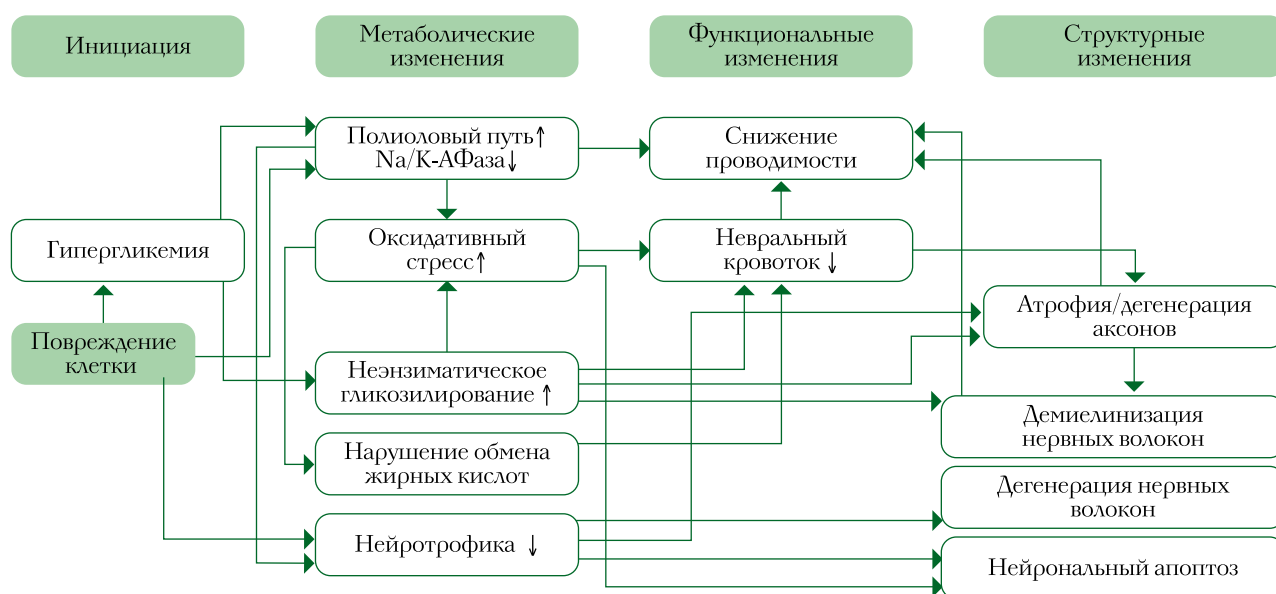 Инициация
Метаболические
изменения
Функциональные
изменения
Структурные
изменения
Полиоловый путь↑
Na/K-АФаза↓
Снижение
проводимости
Гипергликемия
Оксидативный
стресс↑
Невральный
кровоток ↓
Атрофия/дегенерация
аксонов
Повреждение
клетки
Неэнзиматическое
гликозилирование ↑
Демиелинизация
нервных волокон
Нарушение обмена
жирных кислот
Дегенерация нервных
волокон
Нейротрофика ↓
Нейрональный апоптоз